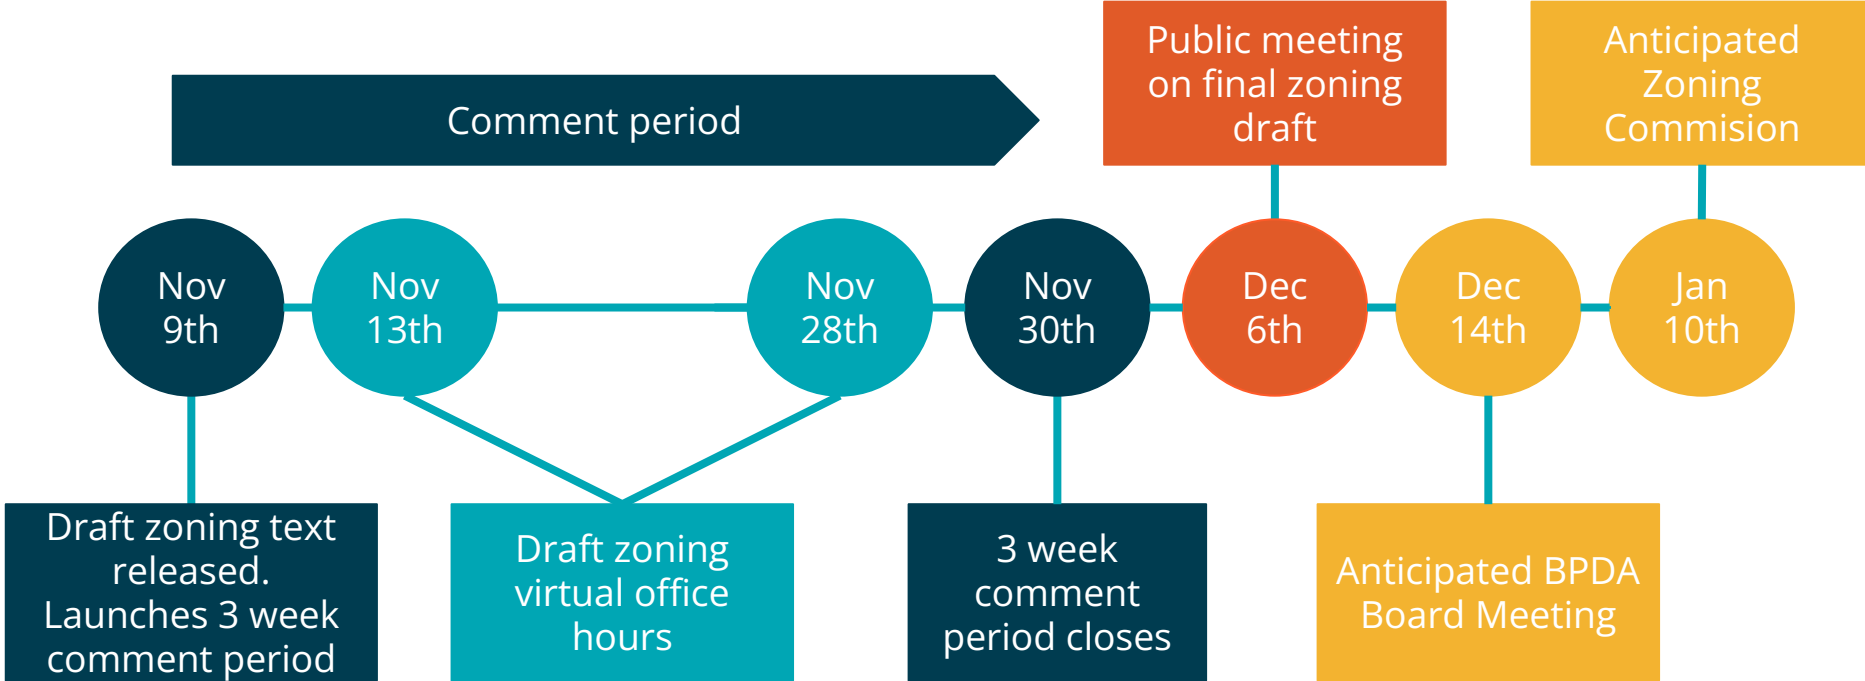 Comment period
Public meeting
on final zoning
draft
Anticipated
Zoning
Commision
Nov
9th
Nov
13th
Nov
28th
Nov
30th
Dec
6th
Dec
14th
Jan
10th
Draft zoning text
released.
Launches 3 week
comment period
Draft zoning
virtual office
hours
3 week
comment
period closes
Anticipated BPDA
Board Meeting